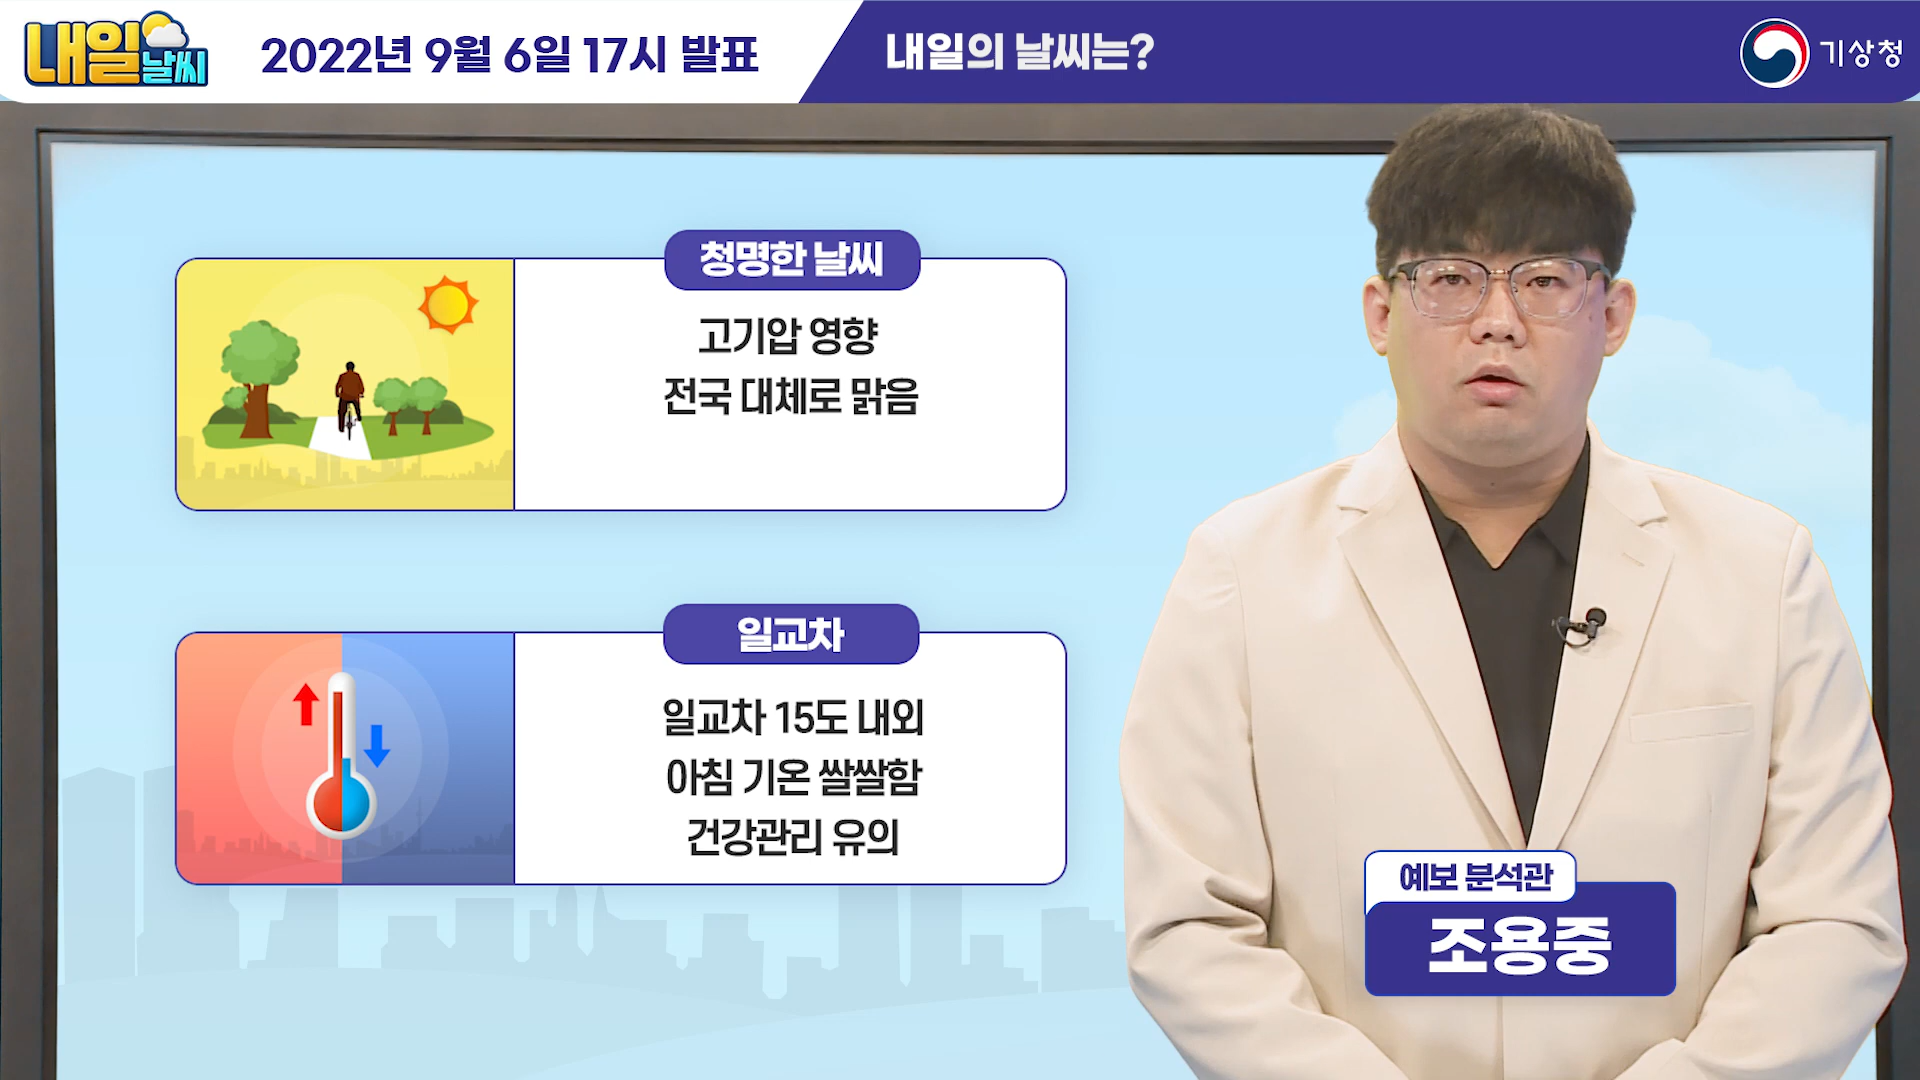 내일날씨
2022년 9월 6일 17시 발표
내일의 날씨는?
기상청
청명한 날씨
고기압 영향
전국 대체로 맑음
일교차
일교차 15도 내외
아침 기온 쌀쌀함
건강관리 유의
예보 분석관
조용중